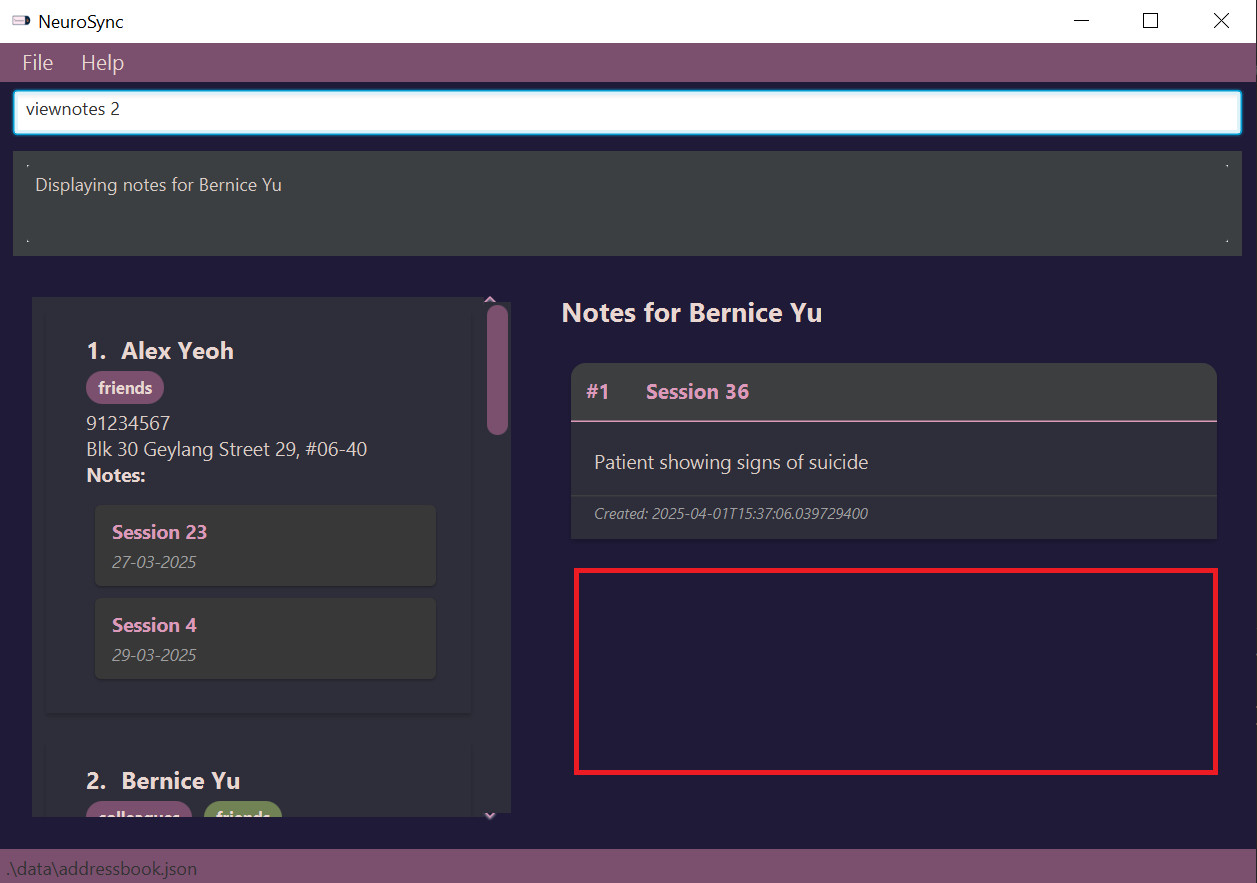 NeuroSync
File Help
viewnotes 2
Displaying notes for Bernice Yu
1. Alex Yeoh
friends
91234567
Blk 30 Geylang Street 29, #06-40
Notes:
Session 23
27-03-2025
Session 4
29-03-2025
2. Bernice Yu
colleagues friends
Notes for Bernice Yu
#1 Session 36
Patient showing signs of suicide
Created: 2025-04-01T15:37:06.039729400
.\data\addressbook.json